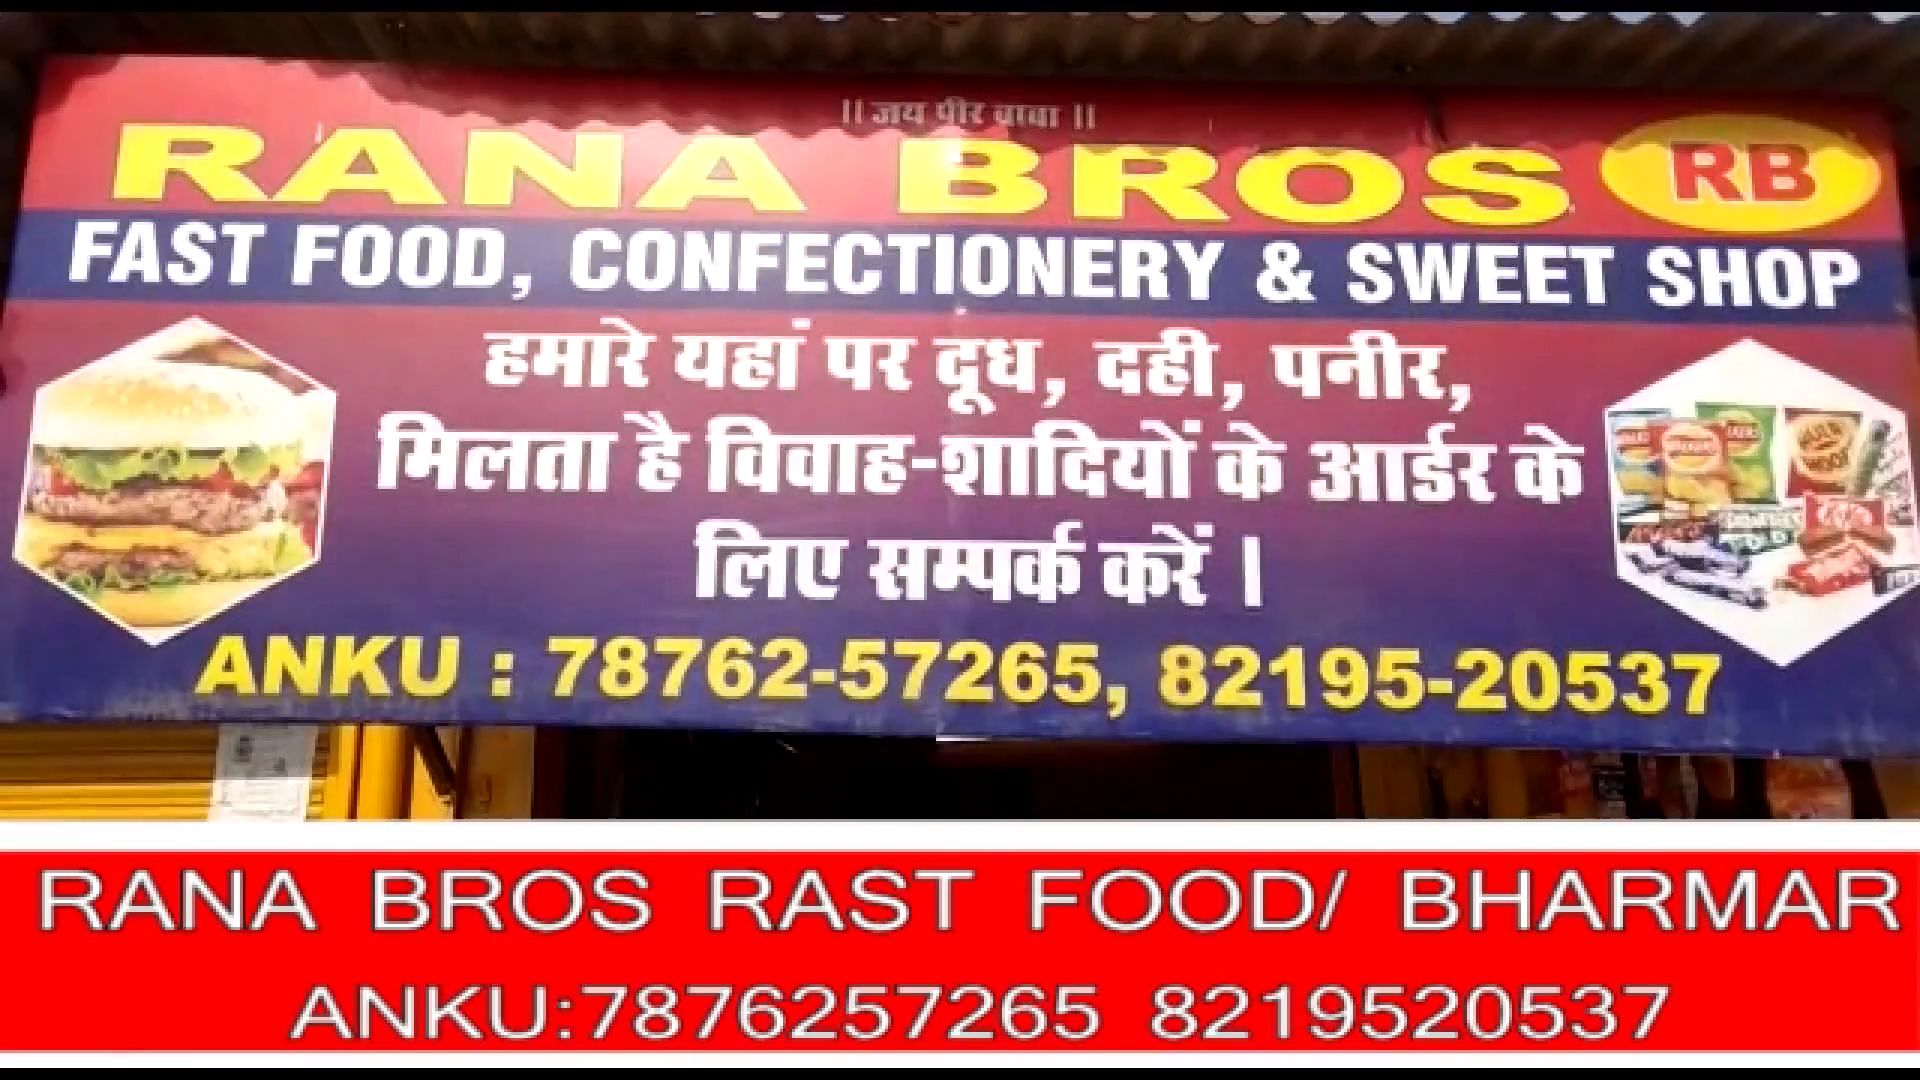 ॥ जय पीर बाबा ॥
RANA BROS RB
FAST FOOD, CONFECTIONERY & SWEET SHOP
हमारे यहां पर दूध, दही, पनीर,
मिलता है विवाह-शादियों के आर्डर के
लिए सम्पर्क करें ।
ANKU : 78762-57265, 82195-20537
RANA BROS RAST FOOD/ BHARMAR
ANKU:7876257265 8219520537